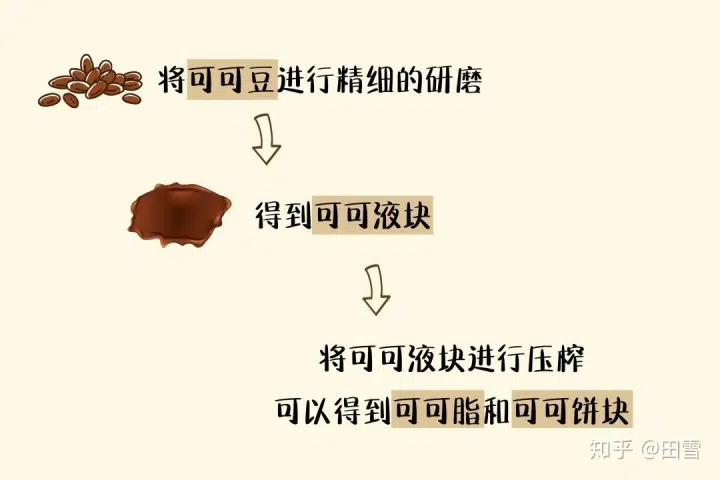 将可可豆进行精细的研磨
得到可可液块
将可可液块进行压榨
可以得到可可脂和可可饼块
知乎 @田雪